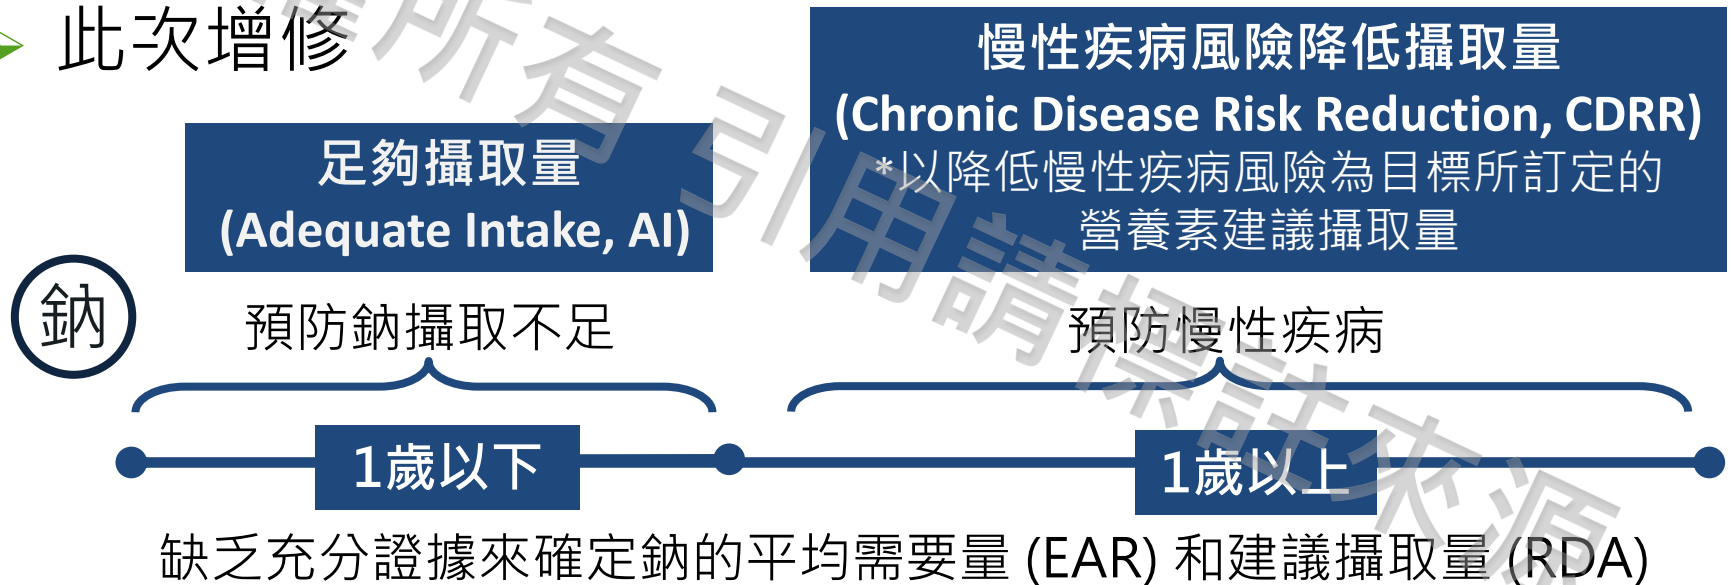 此次增修
慢性疾病風險降低攝取量
(Chronic Disease Risk Reduction, CDRR)
*以降低慢性疾病風險為目標所訂定的
營養素建議攝取量
足夠攝取量
(Adequate Intake, AI)
鈉
預防鈉攝取不足
預防慢性疾病
1歲以下
1歲以上
缺乏充分證據來確定鈉的平均需要量 (EAR) 和建議攝取量 (RDA)
所有 引用請標註來源